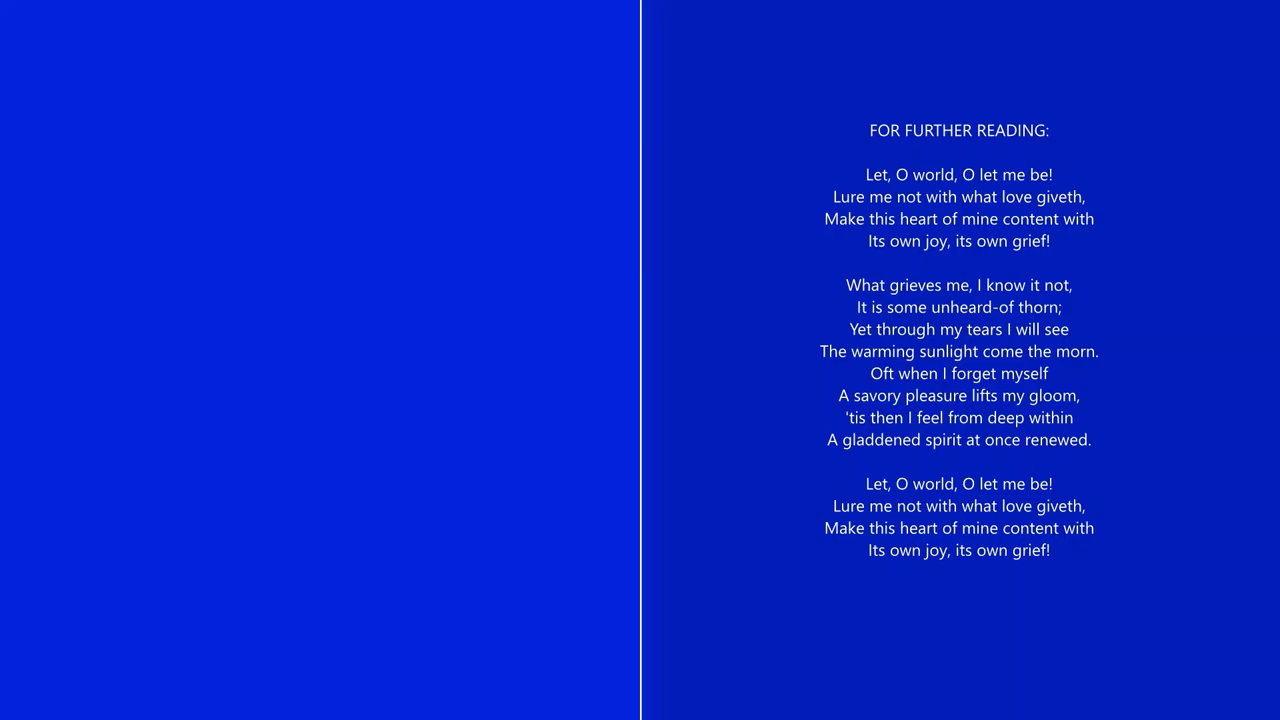 FOR FURTHER READING:
Let, O world, O let me be!
Lure me not with what love giveth,
Make this heart of mine content with
Its own joy, its own grief!
What grieves me, I know it not,
It is some unheard-of thorn;
Yet through my tears I will see
The warming sunlight come the morn.
Oft when I forget myself
A savory pleasure lifts my gloom,
'tis then I feel from deep within
A gladdened spirit at once renewed.
Let, O world, O let me be!
Lure me not with what love giveth,
Make this heart of mine content with
Its own joy, its own grief!